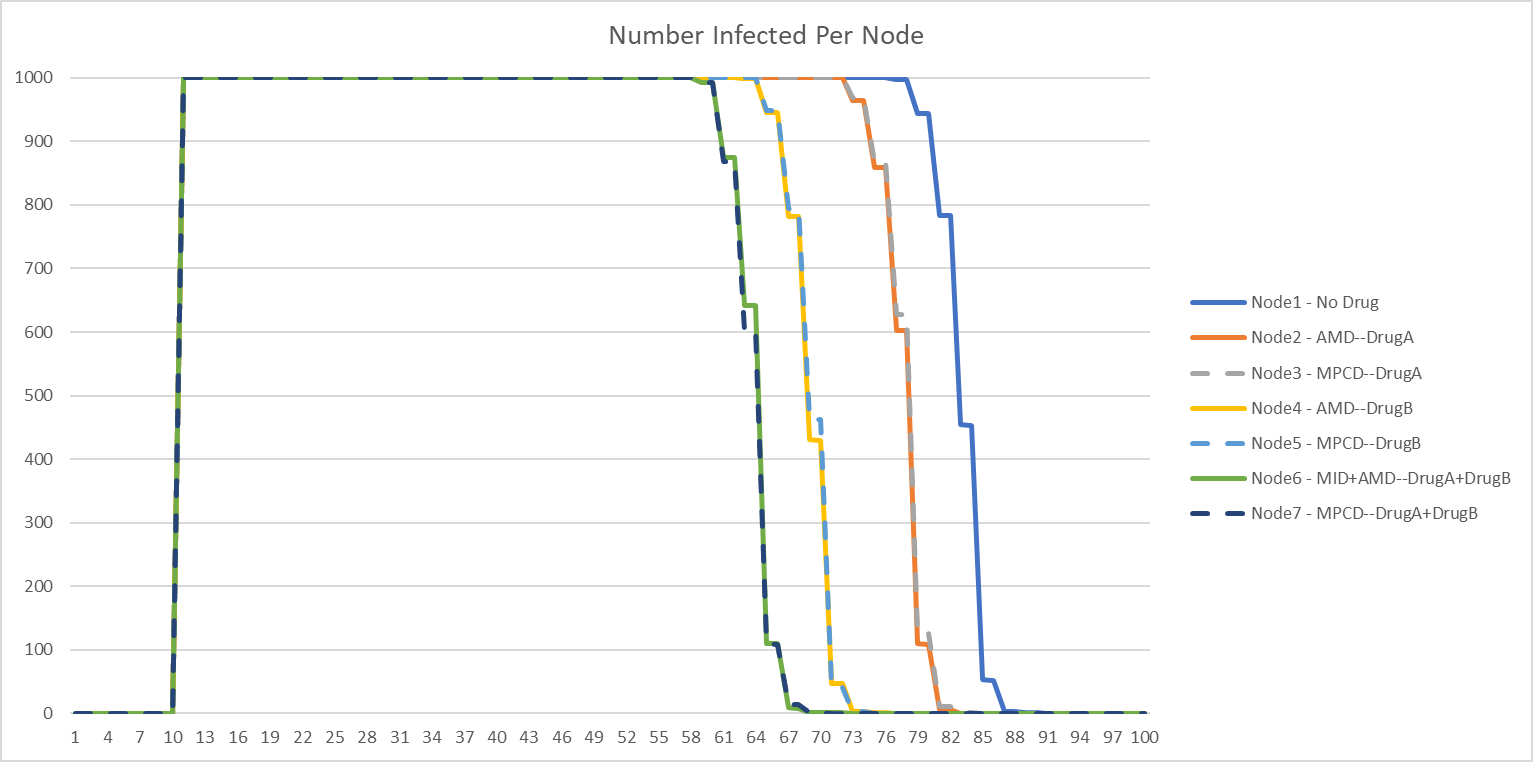 Number Infected Per Node
1000
900
800
700
600
500
400
300
200
100
0
1 4 7 10 13 16 19 22 25 28 31 34 37 40 43 46 49 52 55 58 61 64 67 70 73 76 79 82 85 88 91 94 97 100
Node1 - No Drug
Node2 - AMD--DrugA
Node3 - MPCD--DrugA
Node4 - AMD--DrugB
Node5 - MPCD--DrugB
Node6 - MID+AMD--DrugA+DrugB
Node7 - MPCD--DrugA+DrugB